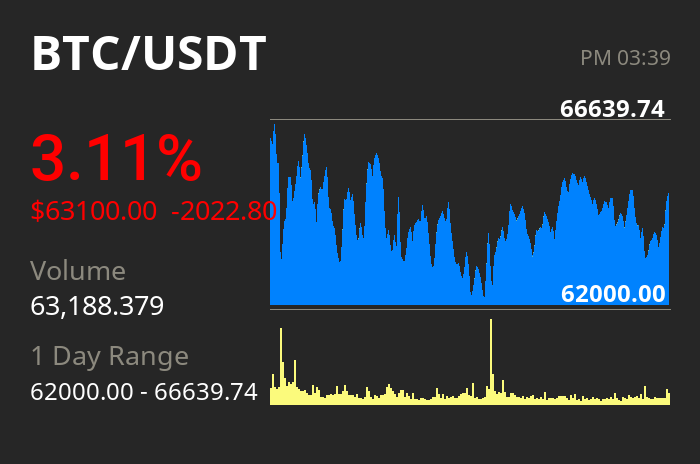 BTC/USDT
PM 03:39
66639.74
3.11%
$63100.00 -2022.80
Volume
63,188.379
62000.00
1 Day Range
62000.00 - 66639.74